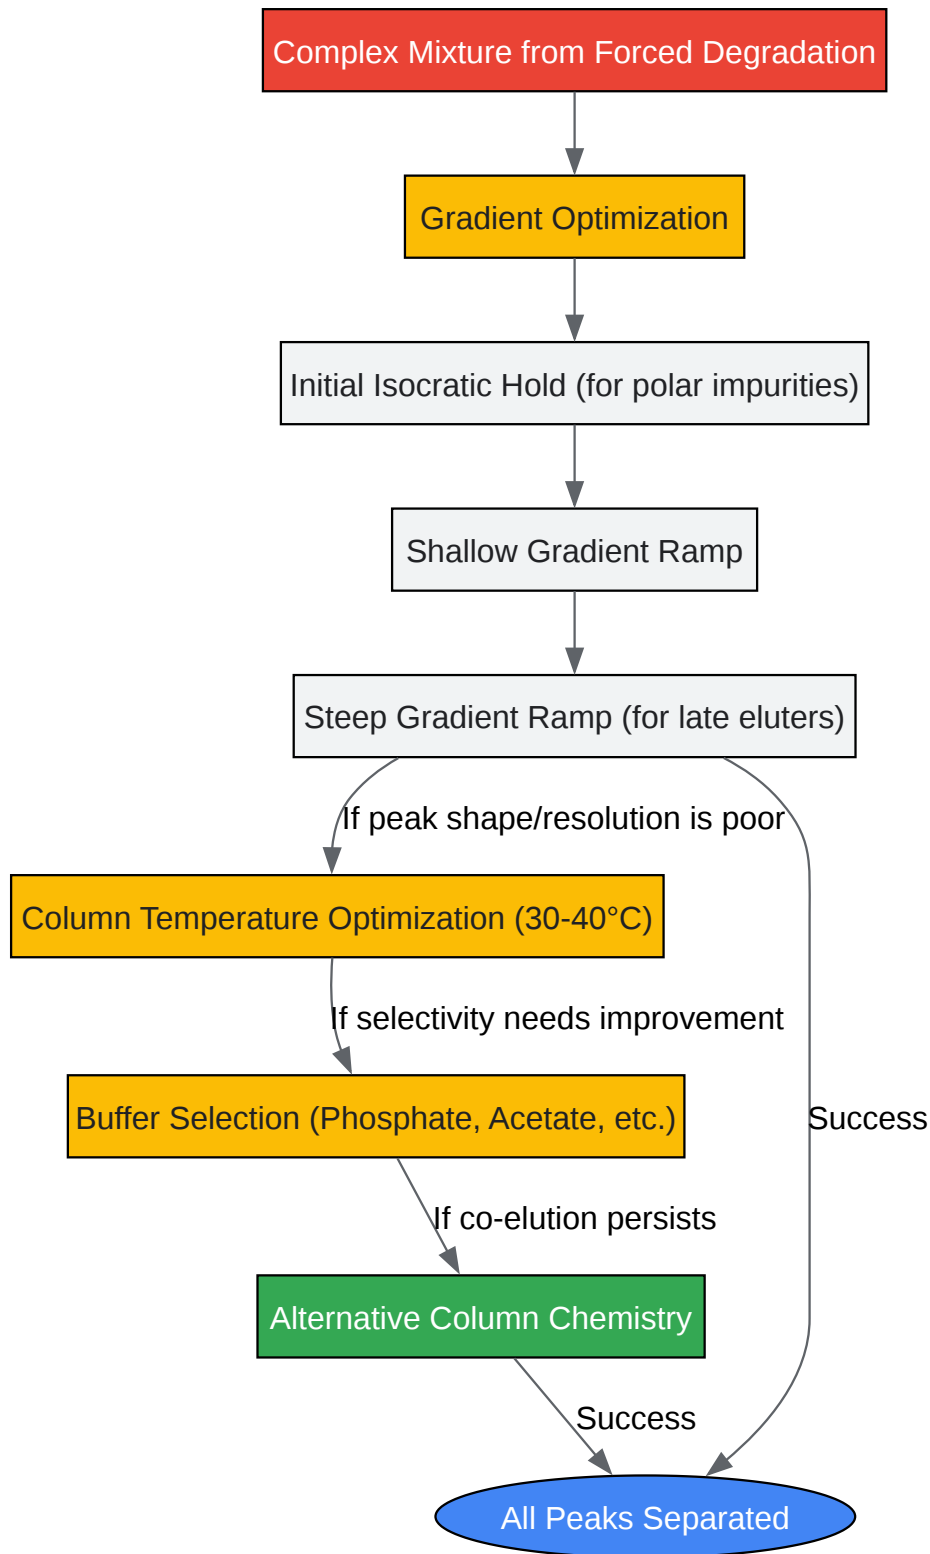 Complex Mixture from Forced Degradation
Gradient Optimization
Initial Isocratic Hold (for polar impurities)
Shallow Gradient Ramp
Steep Gradient Ramp (for late eluters)
If peak shape/resolution is poor
Column Temperature Optimization (30-40°C)
If selectivity needs improvement
Buffer Selection (Phosphate, Acetate, etc.)
Success
If co-elution persists
Alternative Column Chemistry
Success
All Peaks Separated